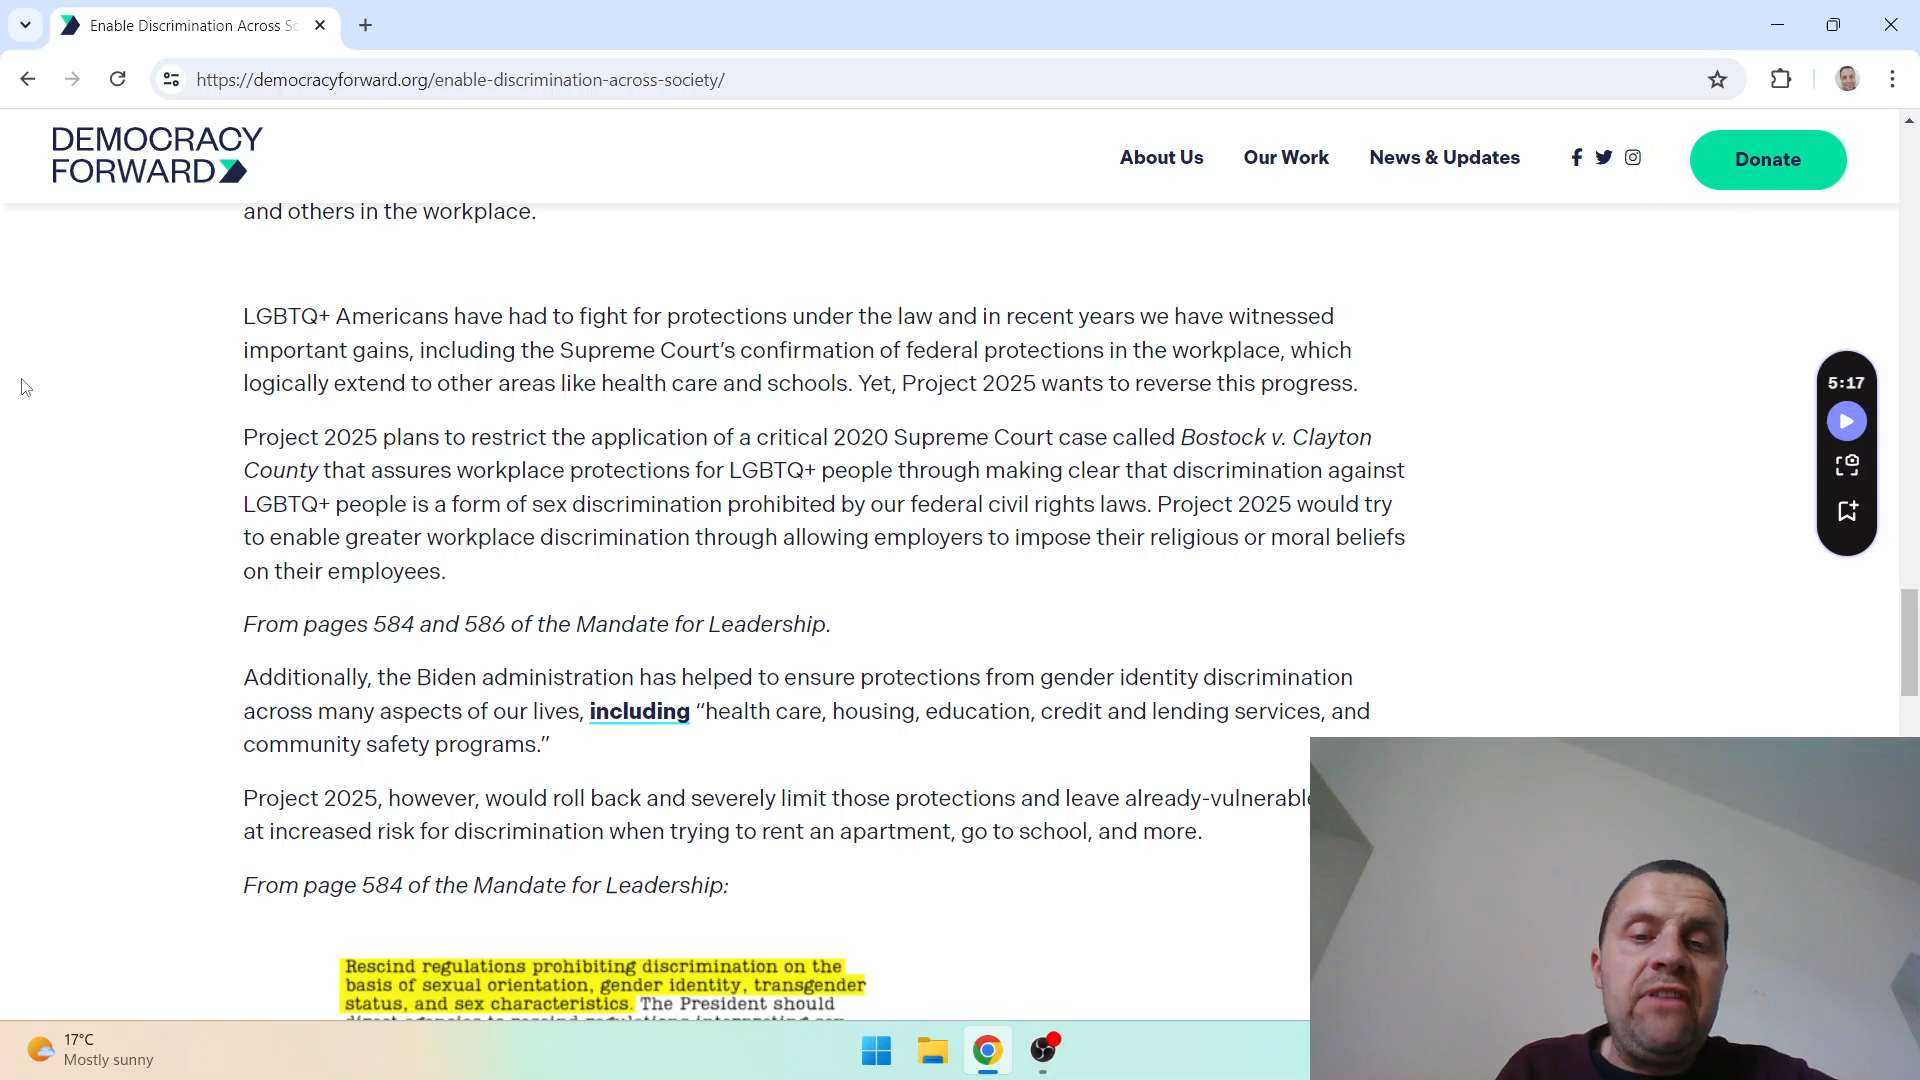 Enable Discrimination Across So
https://democracyforward.org/enable-discrimination-across-society/
DEMOCRACY
FORWARD
About Us
Our Work
News & Updates
Donate
and others in the workplace.
LGBTQ+ Americans have had to fight for protections under the law and in recent years we have witnessed
important gains, including the Supreme Court’s confirmation of federal protections in the workplace, which
logically extend to other areas like health care and schools. Yet, Project 2025 wants to reverse this progress.
5:17
Project 2025 plans to restrict the application of a critical 2020 Supreme Court case called Bostock v. Clayton
County that assures workplace protections for LGBTQ+ people through making clear that discrimination against
LGBTQ+ people is a form of sex discrimination prohibited by our federal civil rights laws. Project 2025 would try
to enable greater workplace discrimination through allowing employers to impose their religious or moral beliefs
on their employees.
From pages 584 and 586 of the Mandate for Leadership.
Additionally, the Biden administration has helped to ensure protections from gender identity discrimination
across many aspects of our lives, including “health care, housing, education, credit and lending services, and
community safety programs.”
Project 2025, however, would roll back and severely limit those protections and leave already-vulnerable
at increased risk for discrimination when trying to rent an apartment, go to school, and more.
From page 584 of the Mandate for Leadership:
Rescind regulations prohibiting discrimination on the
basis of sexual orientation, gender identity, transgender
status, and sex characteristics. The President should
17°C
Mostly sunny